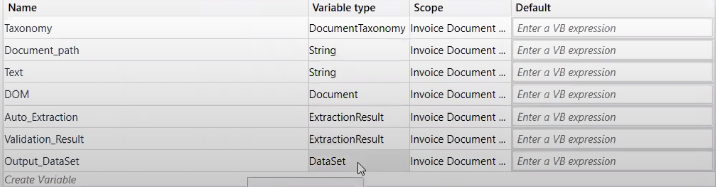 Name Variable type Scope Default
Taxonomy DocumentTaxonomy Invoice Document ... Enter a VB expression
Document_path String Invoice Document ... Enter a VB expression
Text String Invoice Document ... Enter a VB expression
DOM Document Invoice Document ... Enter a VB expression
Auto_Extraction ExtractionResult Invoice Document ... Enter a VB expression
Validation_Result ExtractionResult Invoice Document ... Enter a VB expression
Output_DataSet DataSet Invoice Document ... Enter a VB expression
Create Variable